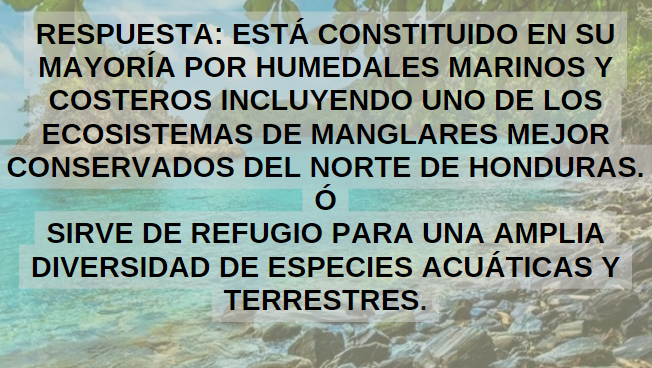 RESPUESTA: ESTÁ CONSTITUIDO EN SU
MAYORÍA POR HUMEDALES MARINOS Y
COSTEROS INCLUYENDO UNO DE LOS
ECOSISTEMAS DE MANGLARES MEJOR
CONSERVADOS DEL NORTE DE HONDURAS.
Ó
SIRVE DE REFUGIO PARA UNA AMPLIA
DIVERSIDAD DE ESPECIES ACUÁTICAS Y
TERRESTRES.